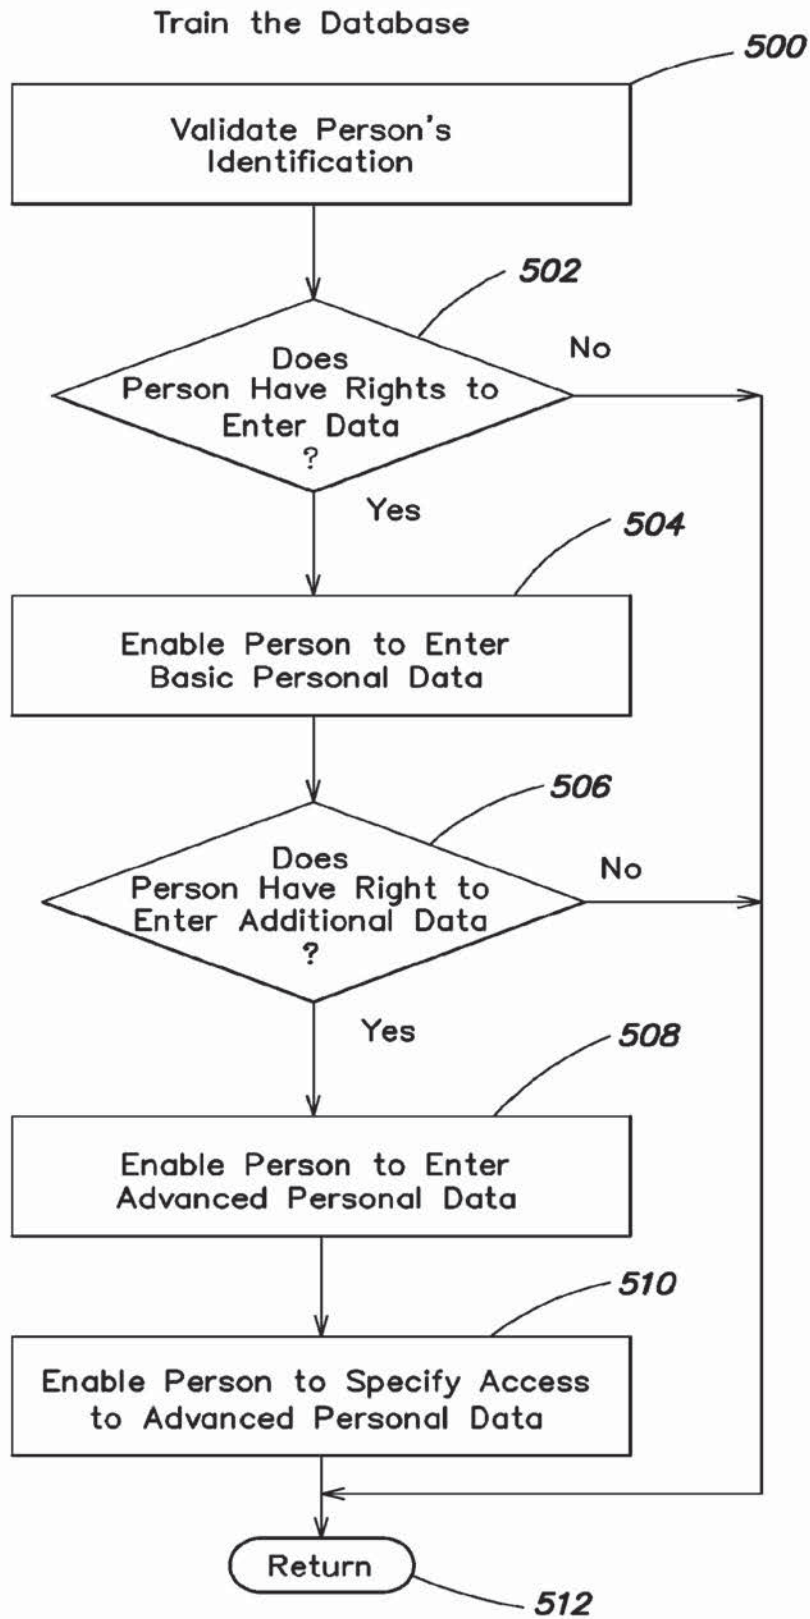 Train the Database
500
Validate Person's
Identification
502
Does
Person Have Rights to
Enter Data
?
No
Yes
504
Enable Person to Enter
Basic Personal Data
506
Does
Person Have Right to
Enter Additional Data
?
No
Yes
508
Enable Person to Enter
Advanced Personal Data
510
Enable Person to Specify Access
to Advanced Personal Data
Return
512